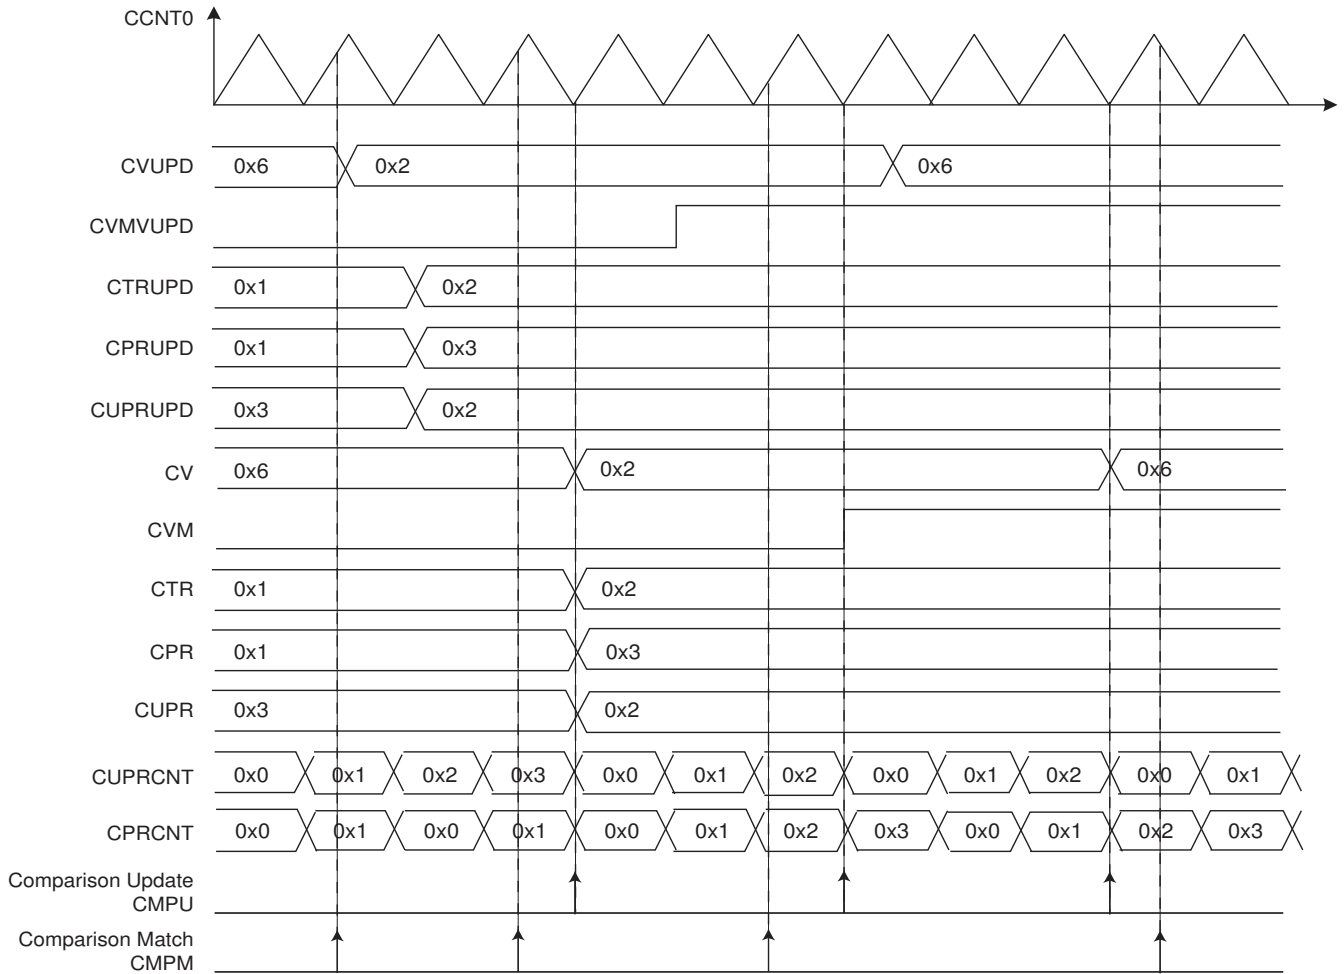 CCNT0
CVUPD 0x6 0x2 0x6
CVMVUPD
CTRUPD 0x1 0x2
CPRUPD 0x1 0x3
CUPRUPD 0x3 0x2
CV 0x6 0x2 0x6
CVM
CTR 0x1 0x2
CPR 0x1 0x3
CUPR 0x3 0x2
CUPRCNT 0x0 0x1 0x2 0x3 0x0 0x1 0x2 0x0 0x1 0x2 0x0 0x1
CPRCNT 0x0 0x1 0x0 0x1 0x0 0x1 0x2 0x3 0x0 0x1 0x2 0x3
Comparison Update
CMPU
Comparison Match
CMPM